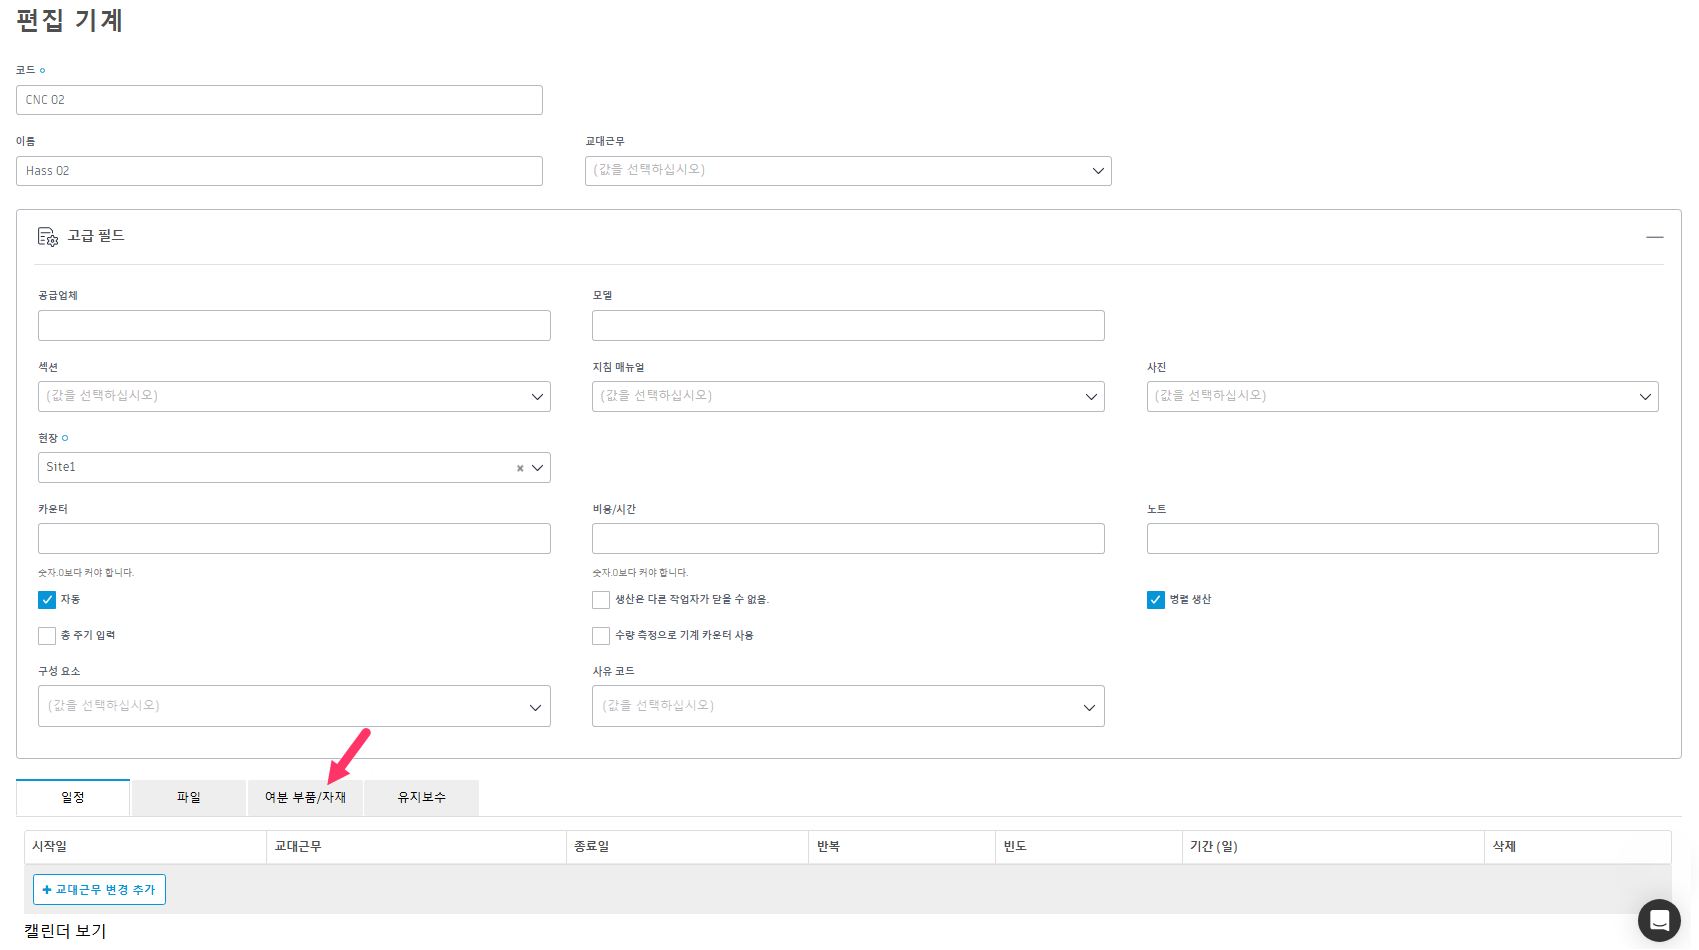 편집 기계
코드
CNC 02
이름 교대근무
Hass 02 (값을 선택하십시오)
고급 필드
공급업체 모델
섹션 지침 매뉴얼 사진
(값을 선택하십시오) (값을 선택하십시오) (값을 선택하십시오)
현장
Site1
카운터 비용/시간 노트
숫자.0보다 커야 합니다. 숫자.0보다 커야 합니다.
자동 생산은 다른 작업자가 닫을 수 없음. 병렬 생산
총 주기 입력 수량 측정으로 기계 카운터 사용
구성 요소 사유 코드
(값을 선택하십시오) (값을 선택하십시오)
일정 파일 여분 부품/자재 유지보수
시작일 교대근무 종료일 반복 빈도 기간 (일) 삭제
+ 교대근무 변경 추가
캘린더 보기